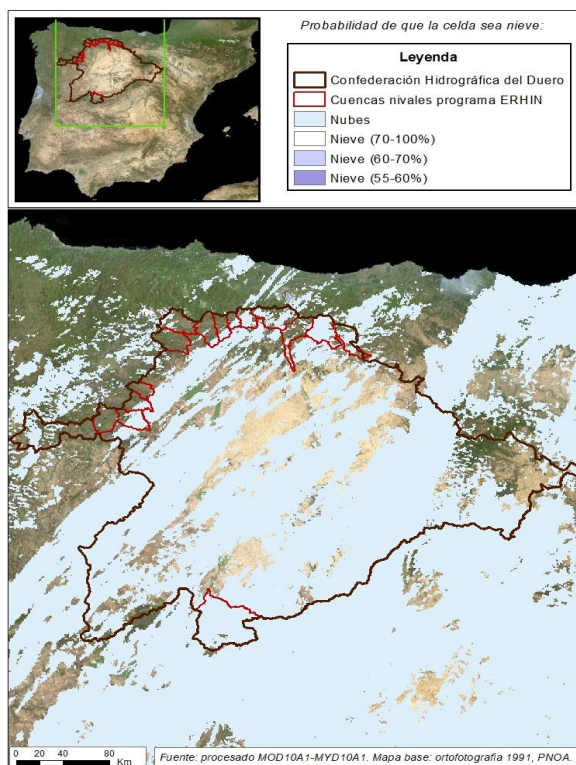 Probabilidad de que la celda sea nieve:
Leyenda
Confederación Hidrográfica del Duero
Cuencas nivales programa ERHIN
Nubes
Nieve (70-100%)
Nieve (60-70%)
Nieve (55-60%)
0 20 40 80
Km
Fuente: procesado MOD10A1-MYD10A1. Mapa base: ortofotografía 1991, PNOA.